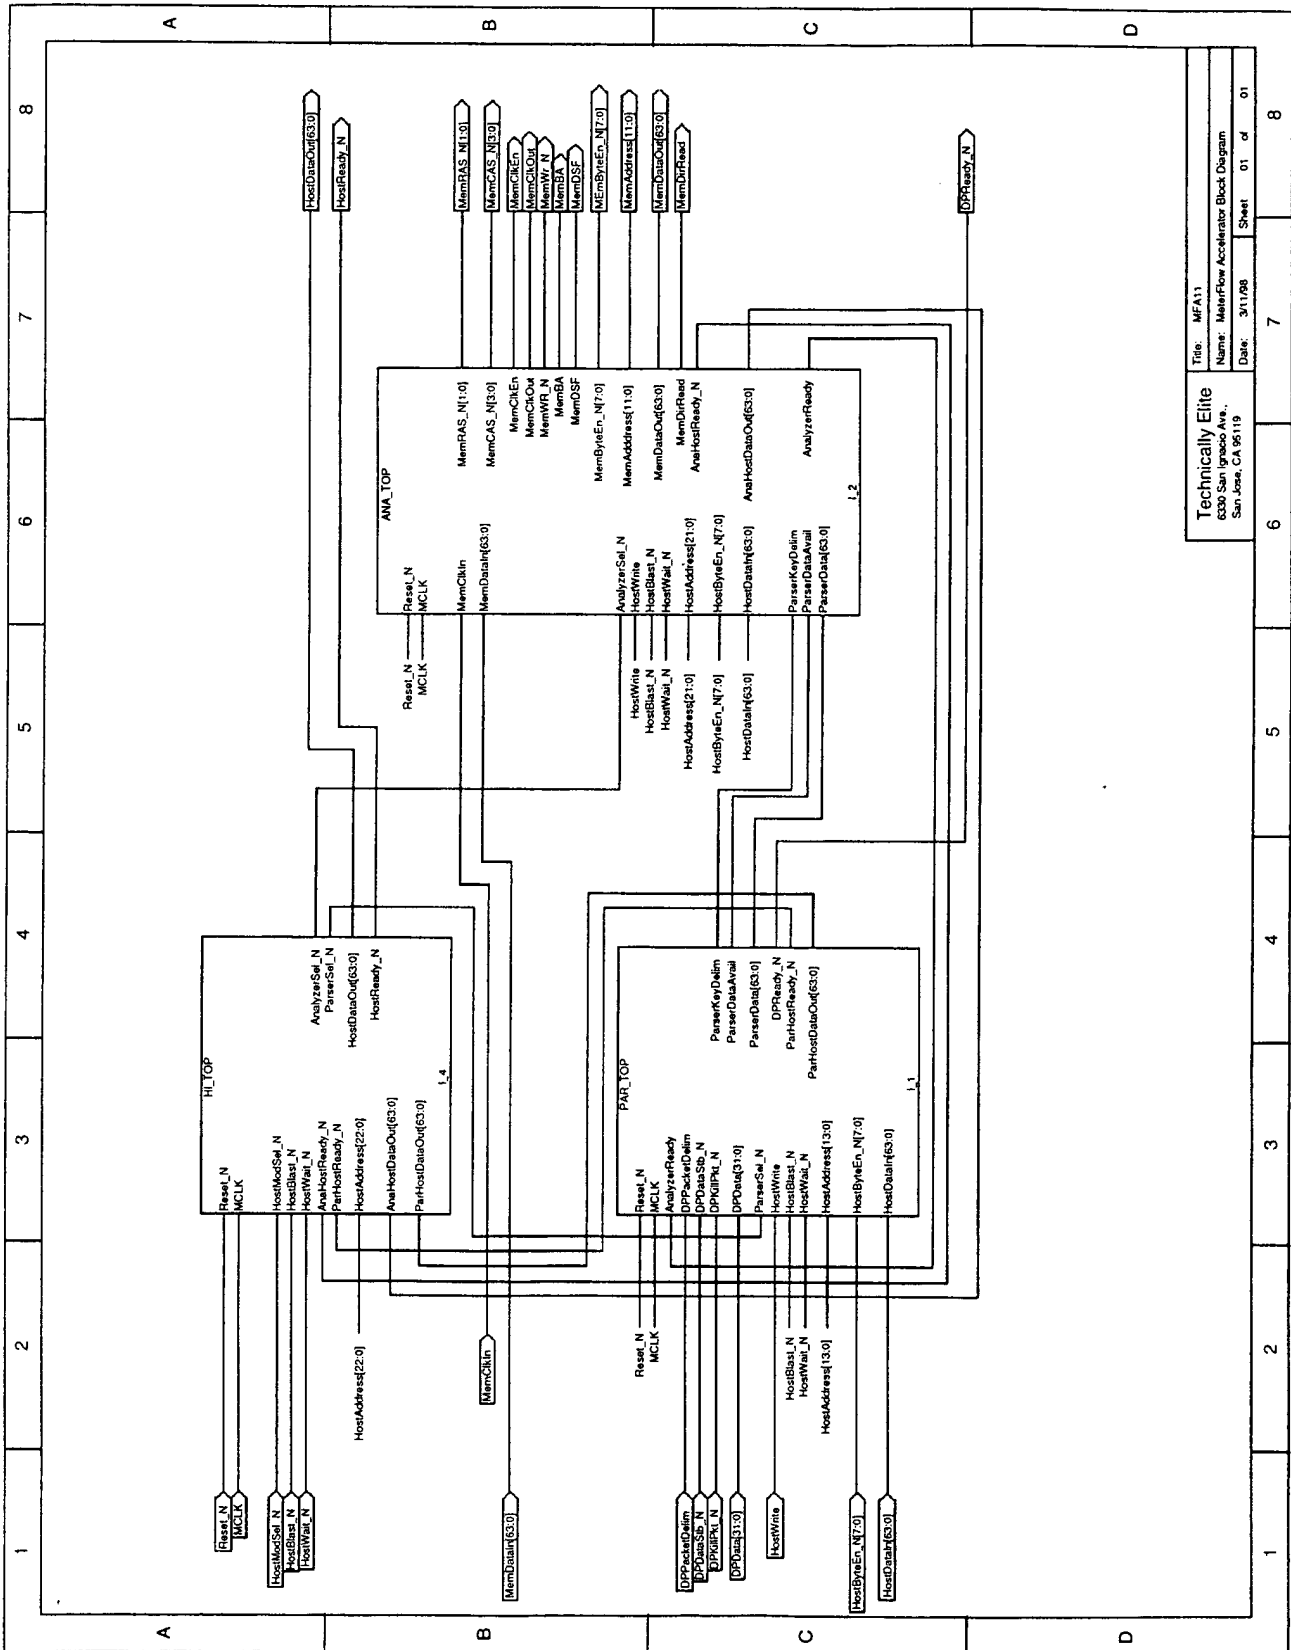 A
B
C
D
8
7
6
5
4
3
2
1
HostDataOut[63:0]
HostReady_N
MemRAS_N[1:0]
MemCAS_N[3:0]
MemClkEn
MemClkOut
MemWr_N
MemBA
MemDSF
MEmByteEn_N[7:0]
MemAddress[11:0]
MemDataOut[63:0]
MemDirRead
DPReady_N
ANA_TOP
Reset_N
MCLK
MemClkIn
MemDataIn[63:0]
AnalyzerSel_N
HostWrite
HostBlast_N
HostWait_N
HostAddress[21:0]
HostByteEn_N[7:0]
HostDataIn[63:0]
ParserKeyDelim
ParserDataAvail
ParserData[63:0]
MemRAS_N[1:0]
MemCAS_N[3:0]
MemClkEn
MemClkOut
MemWR_N
MemBA
MemDSF
MemByteEn_N[7:0]
MemAdddress[11:0]
MemDataOut[63:0]
MemDirRead
AnaHostReady_N
AnaHostDataOut[63:0]
AnalyzerReady
I_2
Reset_N
MCLK
HostWrite
HostBlast_N
HostWait_N
HostAddress[21:0]
HostByteEn_N[7:0]
HostDataIn[63:0]
HI_TOP
Reset_N
MCLK
HostModSel_N
HostBlast_N
HostWait_N
AnaHostReady_N
ParHostReady_N
HostAddress[22:0]
AnaHostDataOut[63:0]
ParHostDataOut[63:0]
AnalyzerSel_N
ParserSel_N
HostDataOut[63:0]
HostReady_N
I_4
PAR_TOP
Reset_N
MCLK
AnalyzerReady
DPPacketDelim
DPDataStb_N
DPKillPkt_N
DPData[31:0]
ParserSel_N
HostWrite
HostBlast_N
HostWait_N
HostAddress[13:0]
HostByteEn_N[7:0]
HostDataIn[63:0]
ParserKeyDelim
ParserDataAvail
ParserData[63:0]
DPReady_N
ParHostReady_N
ParHostDataOut[63:0]
I_1
HostAddress[22:0]
MemClkIn
Reset_N
MCLK
HostBlast_N
HostWait_N
HostAddress[13:0]
Reset_N
MCLK
HostModSel_N
HostBlast_N
HostWait_N
MemDataIn[63:0]
DPPacketDelim
DPDataStb_N
DPKillPkt_N
DPData[31:0]
HostWrite
HostByteEn_N[7:0]
HostDataIn[63:0]
Technically Elite
6330 San Ignacio Ave.,
San Jose, CA 95119
Title: MFA11
Name: MeterFlow Accelerator Block Diagram
Date: 3/11/98 Sheet 01 of 01
8
7
6
5
4
3
2
1
A
B
C
D